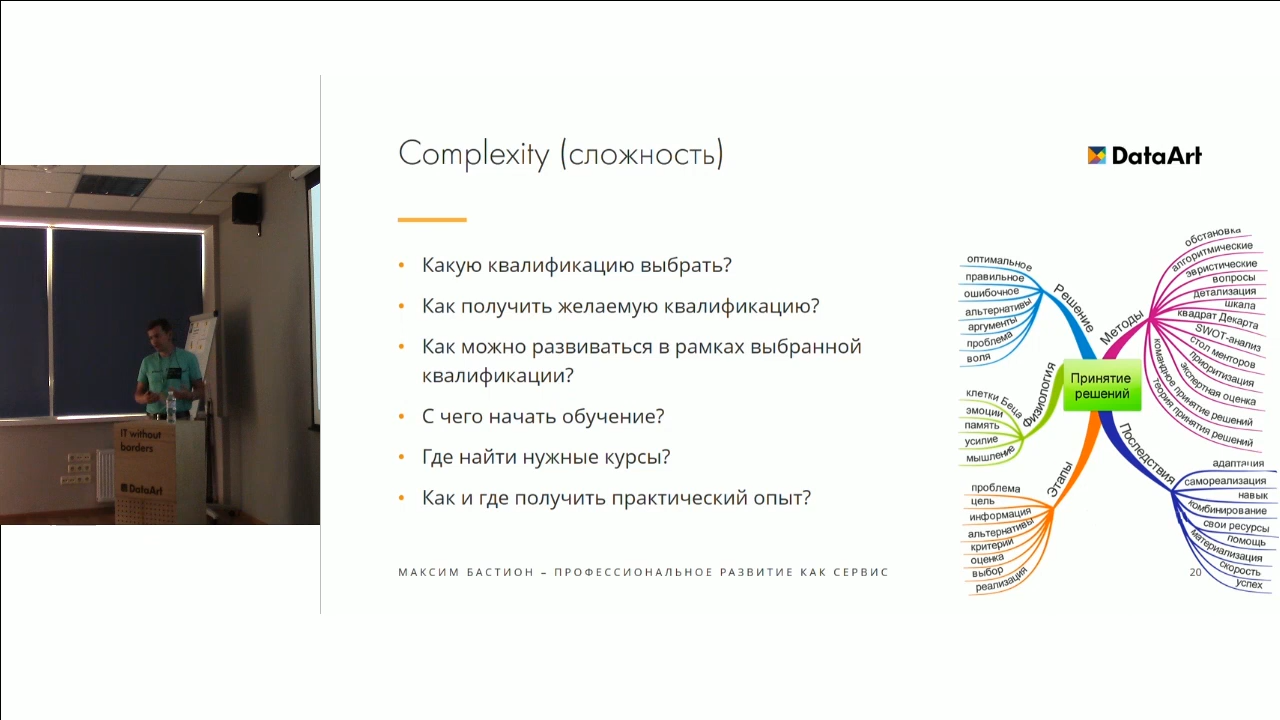 Complexity (сложность)
DataArt
• Какую квалификацию выбрать?
• Как получить желаемую квалификацию?
• Как можно развиваться в рамках выбранной
квалификации?
• С чего начать обучение?
• Где найти нужные курсы?
• Как и где получить практический опыт?
Принятие
решений
Решение
оптимальное
правильное
ошибочное
альтернативы
аргументы
проблема
воля
Методы
обстановка
алгоритмические
эвристические
вопросы
детализация
шкала
квадрат Декарта
SWOT-анализ
стол менторов
приоритизация
экспертная оценка
командное принятие решений
теория принятия решений
Физиология
клетки Беца
эмоции
память
усилие
мышление
Этапы
проблема
цель
информация
альтернативы
критерий
оценка
выбор
реализация
Последствия
адаптация
самореализация
навык
комбинирование
свои ресурсы
помощь
материализация
скорость
успех
МАКСИМ БАСТИОН – ПРОФЕССИОНАЛЬНОЕ РАЗВИТИЕ КАК СЕРВИС
20
IT without
borders
DataArt